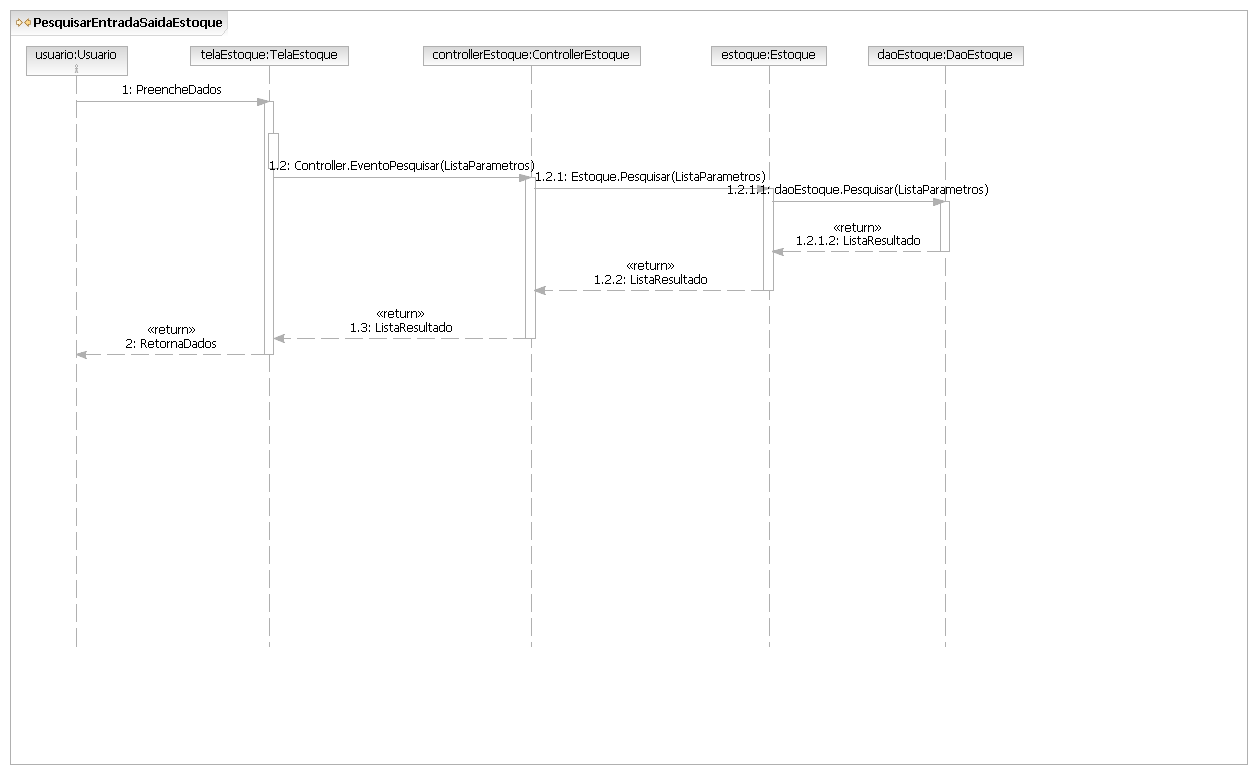 PesquisarEntradaSaidaEstoque
usuario:Usuario
telaEstoque:TelaEstoque
controllerEstoque:ControllerEstoque
estoque:Estoque
daoEstoque:DaoEstoque
1: PreencheDados
1.2: Controller.EventoPesquisar(ListaParametros)
1.2.1: Estoque.Pesquisar(ListaParametros)
1.2.1.1: daoEstoque.Pesquisar(ListaParametros)
«return»
1.2.1.2: ListaResultado
«return»
1.2.2: ListaResultado
«return»
1.3: ListaResultado
«return»
2: RetornaDados